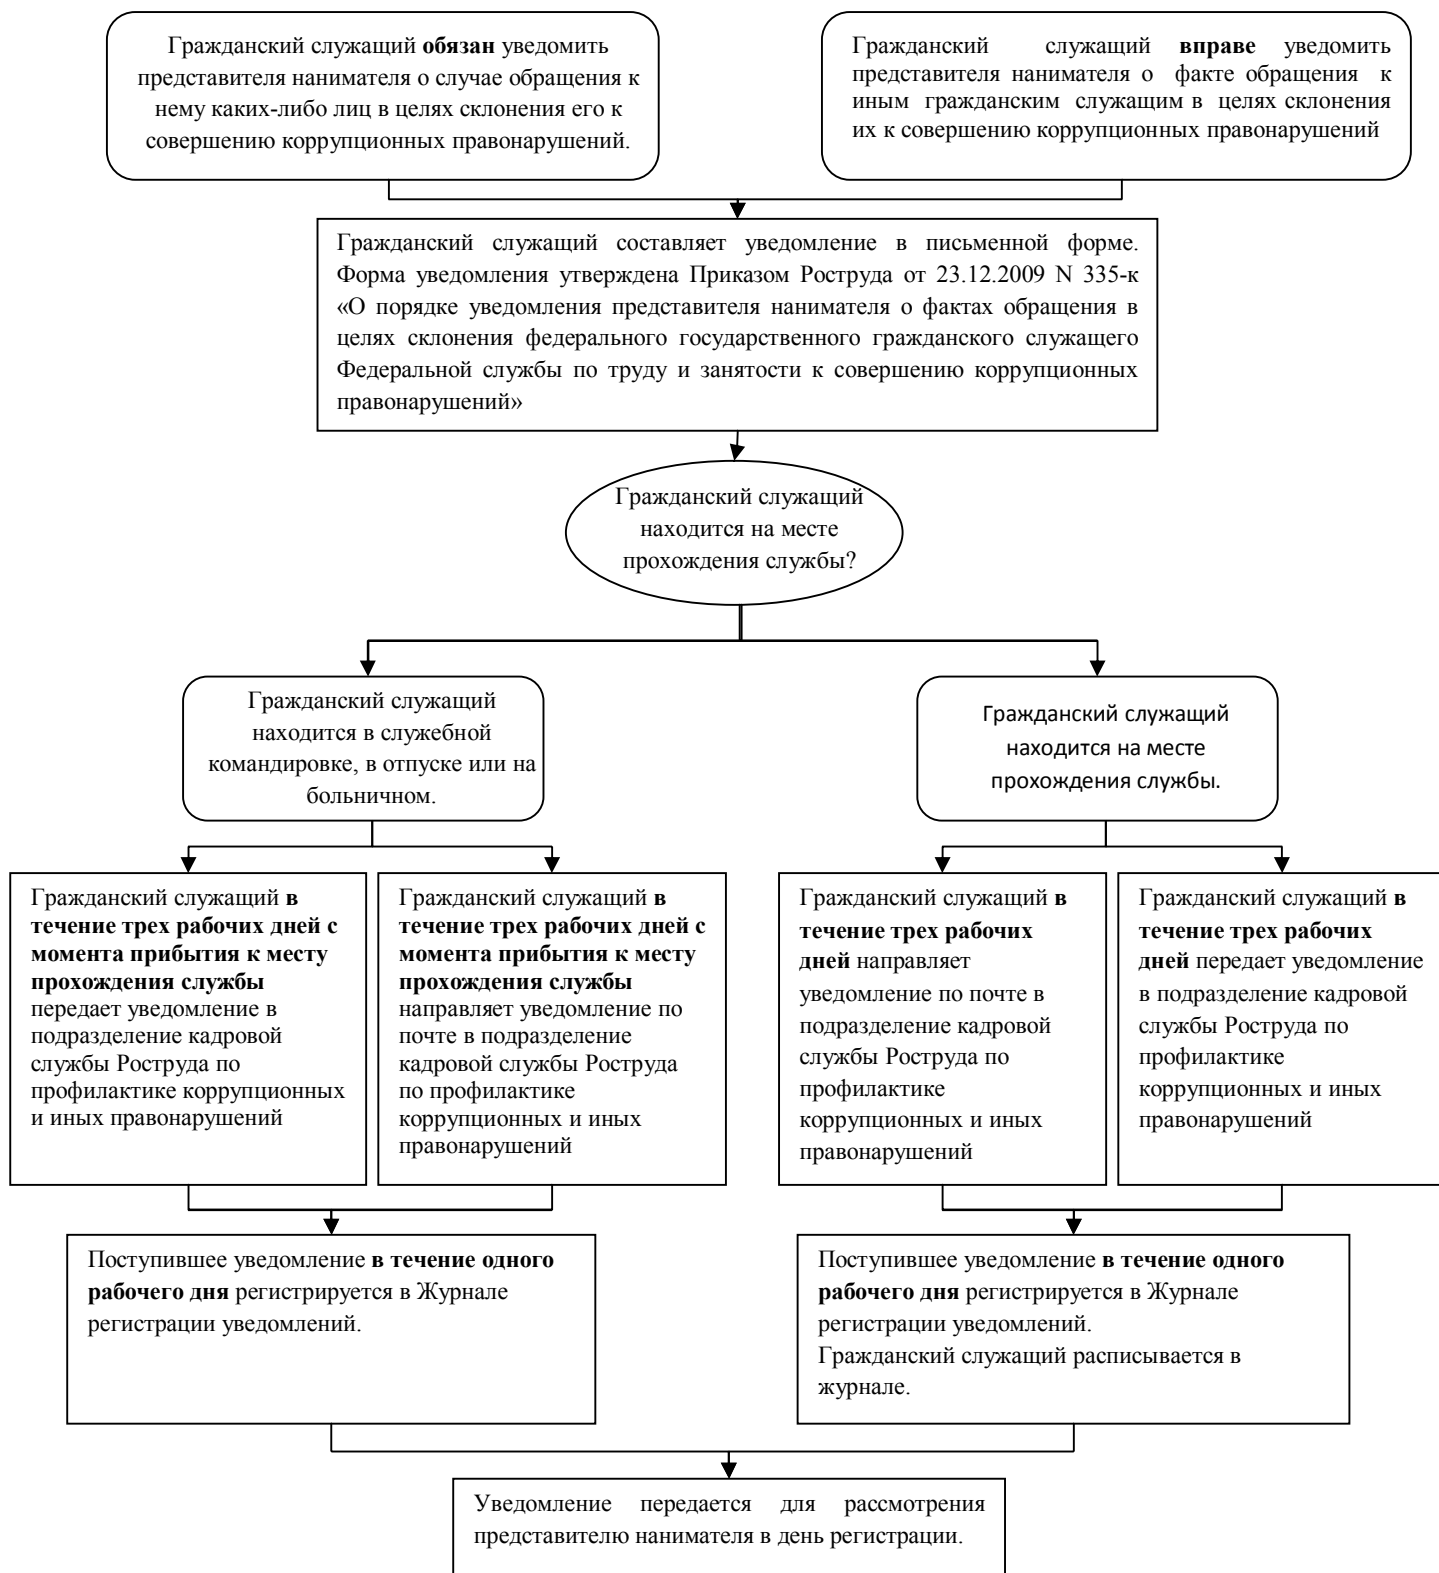 Гражданский служащий обязан уведомить
представителя нанимателя о случае обращения к
нему каких-либо лиц в целях склонения его к
совершению коррупционных правонарушений.
Гражданский служащий вправе уведомить
представителя нанимателя о факте обращения к
иным гражданским служащим в целях склонения
их к совершению коррупционных правонарушений
Гражданский служащий составляет уведомление в письменной форме.
Форма уведомления утверждена Приказом Роструда от 23.12.2009 N 335-к
«О порядке уведомления представителя нанимателя о фактах обращения в
целях склонения федерального государственного гражданского служащего
Федеральной службы по труду и занятости к совершению коррупционных
правонарушений»
Гражданский служащий
находится на месте
прохождения службы?
Гражданский служащий
находится в служебной
командировке, в отпуске или на
больничном.
Гражданский служащий
находится на месте
прохождения службы.
Гражданский служащий в
течение трех рабочих дней с
момента прибытия к месту
прохождения службы
передает уведомление в
подразделение кадровой
службы Роструда по
профилактике коррупционных
и иных правонарушений
Гражданский служащий в
течение трех рабочих дней с
момента прибытия к месту
прохождения службы
направляет уведомление по
почте в подразделение
кадровой службы Роструда
по профилактике
коррупционных и иных
правонарушений
Гражданский служащий в
течение трех рабочих
дней направляет
уведомление по почте в
подразделение кадровой
службы Роструда по
профилактике
коррупционных и иных
правонарушений
Гражданский служащий в
течение трех рабочих
дней передает уведомление
в подразделение кадровой
службы Роструда по
профилактике
коррупционных и иных
правонарушений
Поступившее уведомление в течение одного
рабочего дня регистрируется в Журнале
регистрации уведомлений.
Поступившее уведомление в течение одного
рабочего дня регистрируется в Журнале
регистрации уведомлений.
Гражданский служащий расписывается в
журнале.
Уведомление передается для рассмотрения
представителю нанимателя в день регистрации.